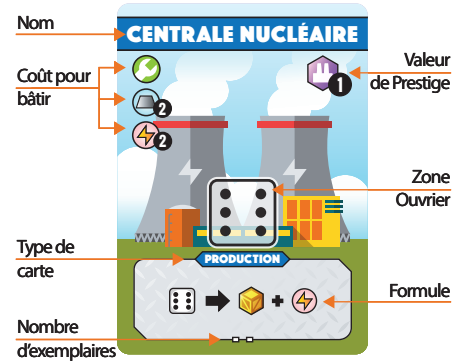 Nom
CENTRALE NUCLÉAIRE
Coût pour
bâtir
2
2
1
Valeur
de Prestige
Zone
Ouvrier
Type de
carte
PRODUCTION
+
Formule
Nombre
d'exemplaires